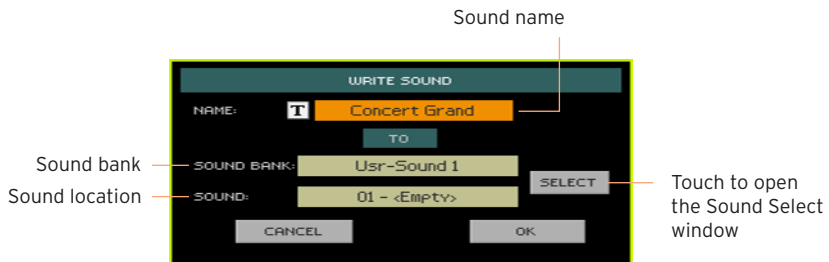 Sound name
WRITE SOUND
NAME: T Concert Grand
TO
Sound bank
SOUND BANK: Usr-Sound 1
Sound location
SOUND: 01 - <Empty>
SELECT
Touch to open
the Sound Select
window
CANCEL OK